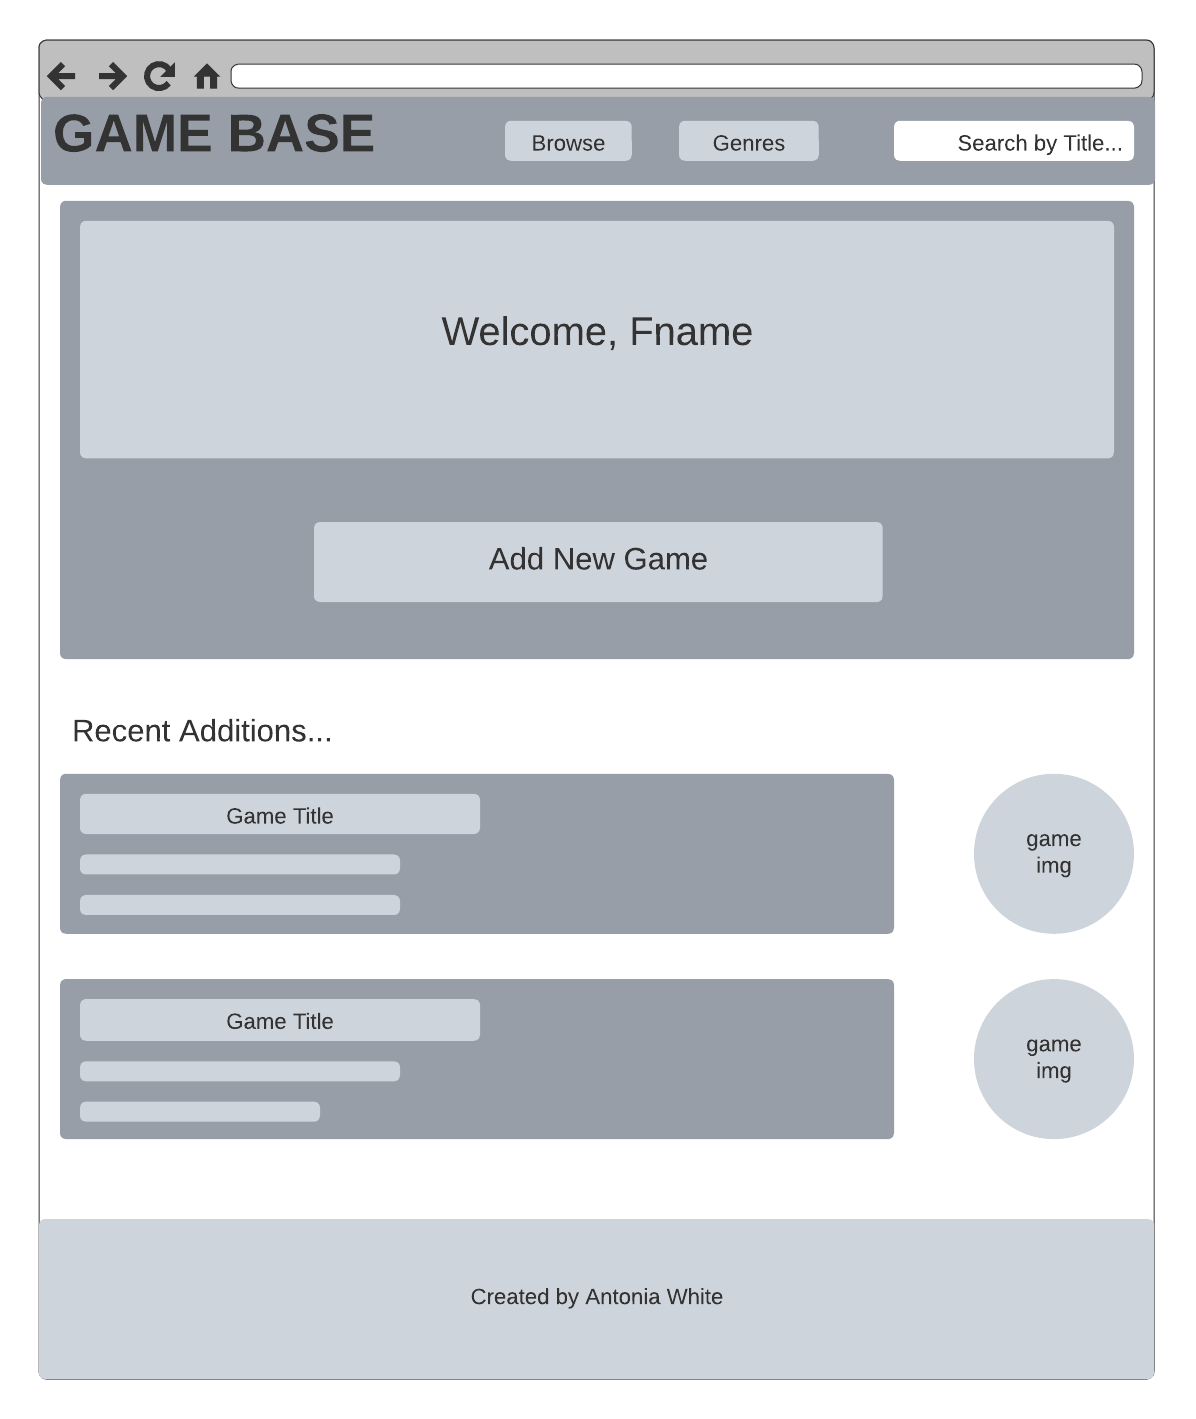 GAME BASE
Browse
Genres
Search by Title...
Welcome, Fname
Add New Game
Recent Additions...
Game Title
game
img
Game Title
game
img
Created by Antonia White